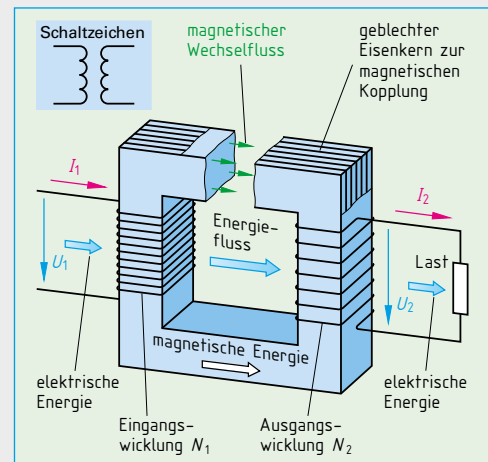 Schaltzeichen
magnetischer
Wechselfluss
geblechter
Eisenkern zur
magnetischen
Kopplung
I₁
I₂
U₁
Energie-
fluss
Last
U₂
magnetische Energie
elektrische
Energie
elektrische
Energie
Eingangs-
wicklung N₁
Ausgangs-
wicklung N₂